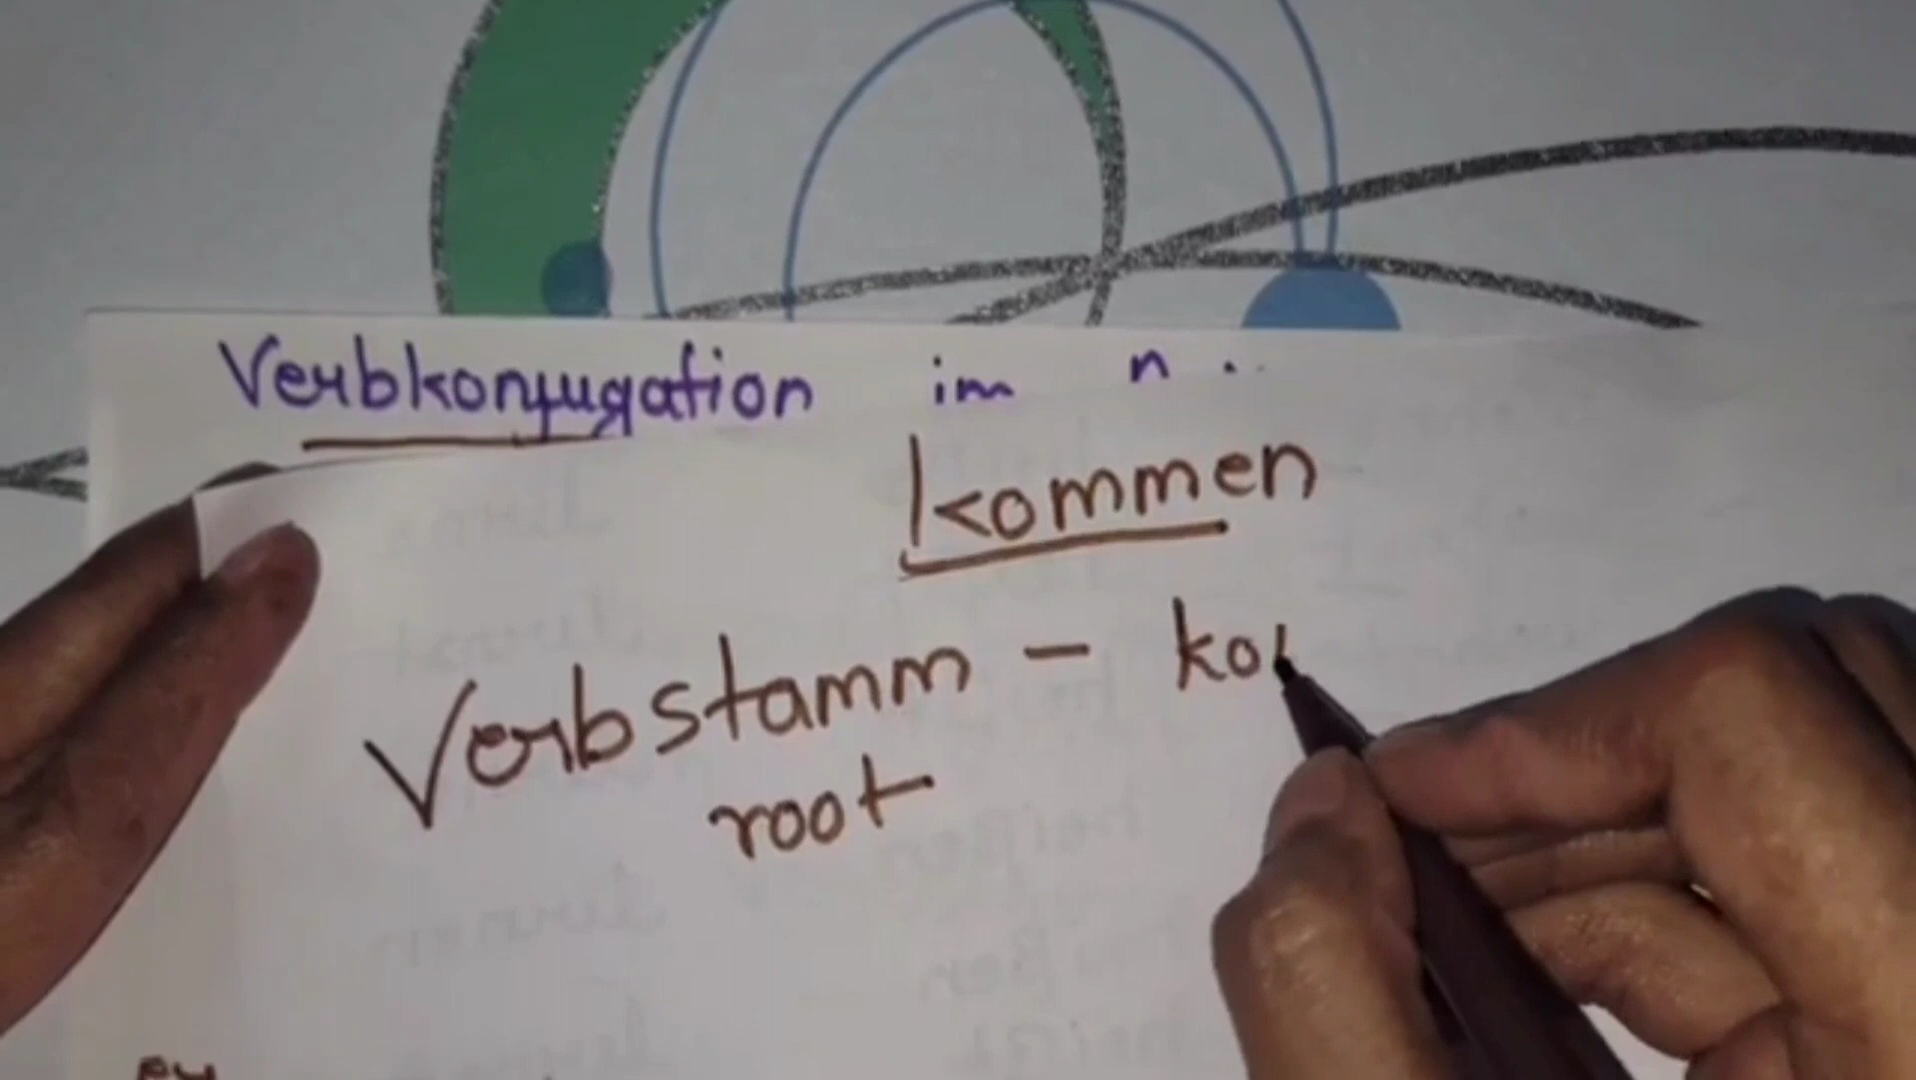 Verbkonjugation im
kommen
Verbstamm - ko
root